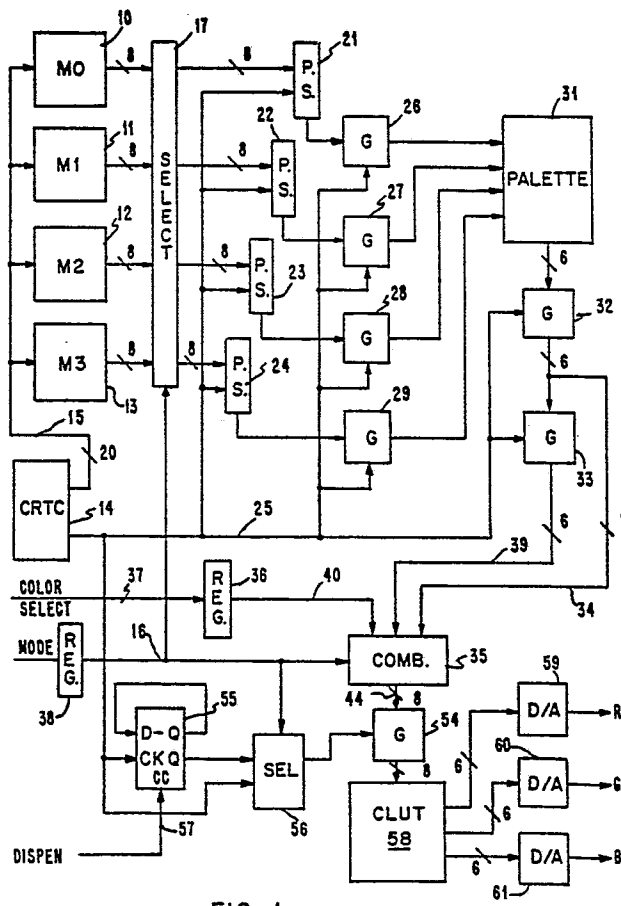 10
17
21
M0
8
8
P.
S.
31
11
22
26
M1
8
SELECT
8
P.
S.
G
PALETTE
12
27
M2
8
8
P.
S.
23
G
6
28
G
32
M3
8
8
P.
S.
24
G
6
13
29
15
G
G
33
20
CRTC
14
25
6
39
34
COLOR
SELECT
37
36
REG.
40
MODE
REG.
38
16
COMB.
35
44
8
59
55
D-Q
CKQ
CC
54
G
D/A
R
SEL
8
6
60
D/A
G
57
56
CLUT
58
6
DISPEN
6
D/A
B
61